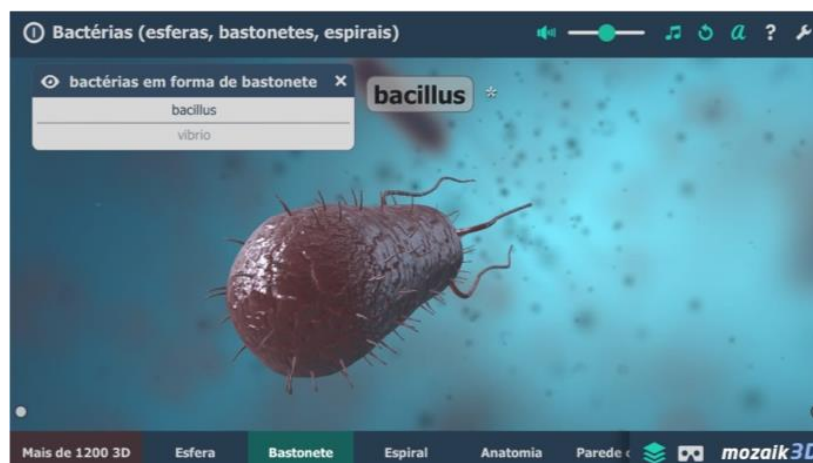 Bactérias (esferas, bastonetes, espirais)
a ?
bactérias em forma de bastonete
bacillus *
bacillus
vibrio
Mais de 1200 3D Esfera Bastonete Espiral Anatomia Parede mozaik3D